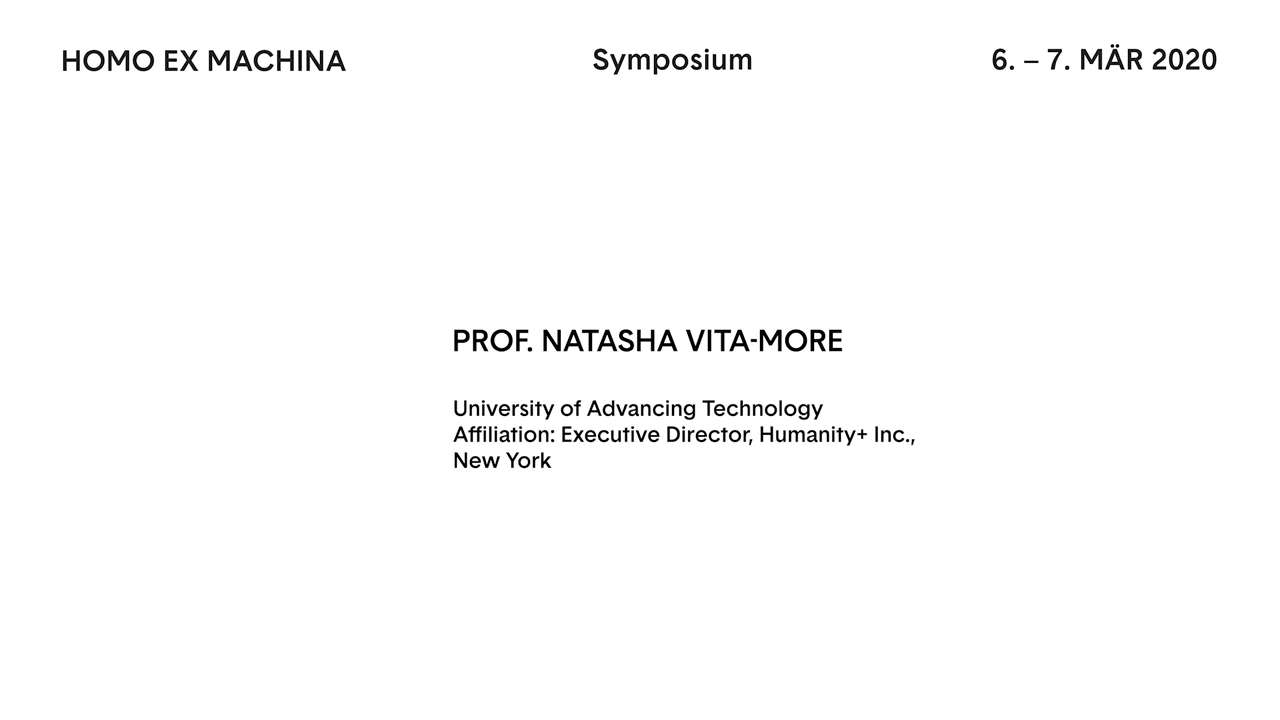 HOMO EX MACHINA
Symposium
6. – 7. MÄR 2020
PROF. NATASHA VITA-MORE
University of Advancing Technology
Affiliation: Executive Director, Humanity+ Inc.,
New York